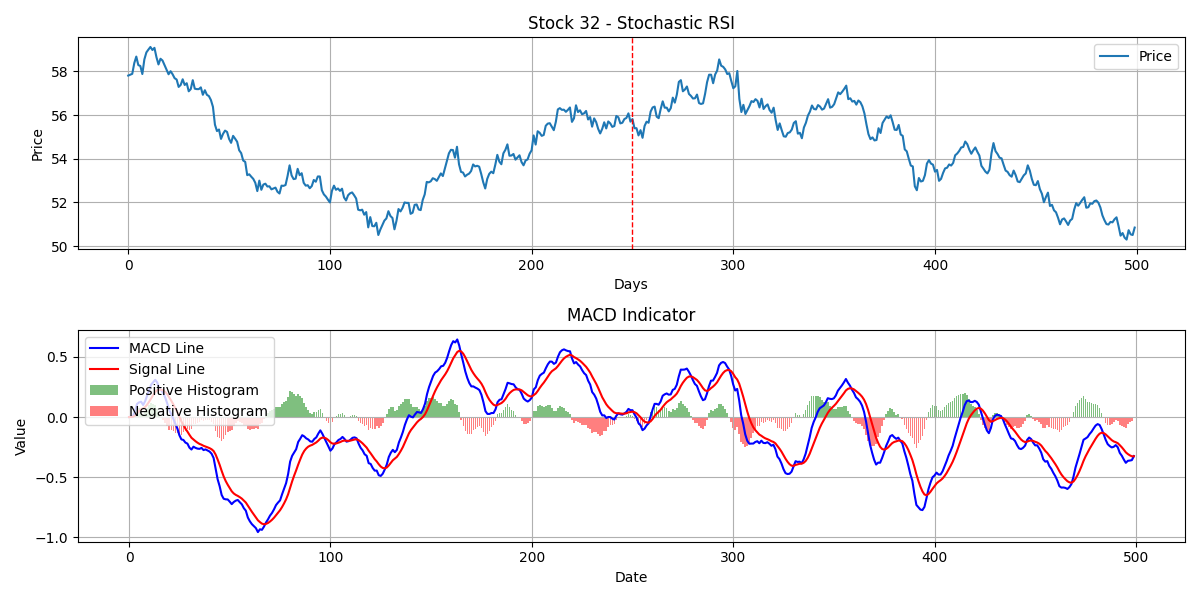 Stock 32 - Stochastic RSI
Price
58
56
54
52
50
Price
0 100 200 300 400 500
Days
MACD Indicator
MACD Line
Signal Line
Positive Histogram
Negative Histogram
0.5
0.0
−0.5
−1.0
Value
0 100 200 300 400 500
Date